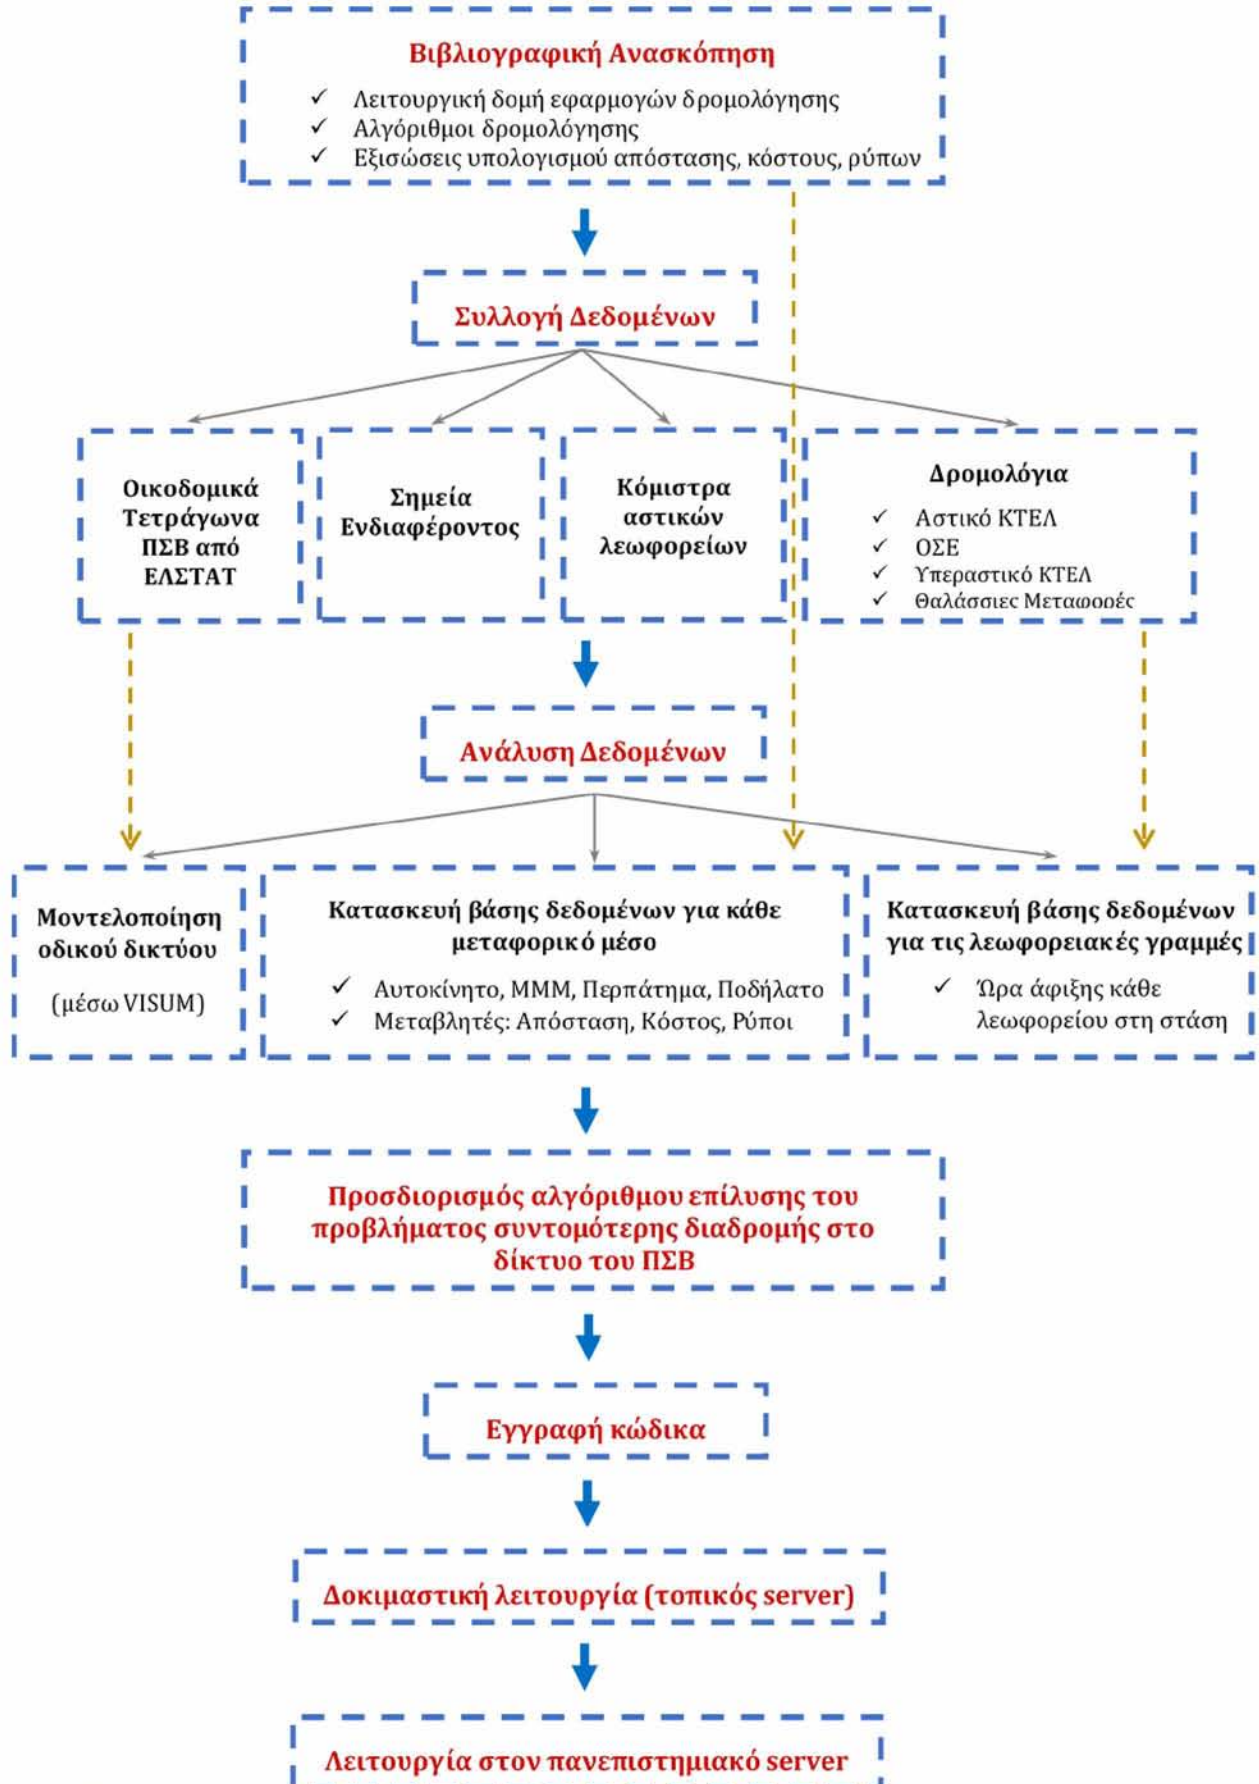 Βιβλιογραφική Ανασκόπηση
✓ Λειτουργική δομή εφαρμογών δρομολόγησης
✓ Αλγόριθμοι δρομολόγησης
✓ Εξισώσεις υπολογισμού απόστασης, κόστους, ρύπων
Συλλογή Δεδομένων
Οικοδομικά
Τετράγωνα
ΠΣΒ από
ΕΛΣΤΑΤ
Σημεία
Ενδιαφέροντος
Κόμιστρα
αστικών
λεωφορείων
Δρομολόγια
✓ Αστικό ΚΤΕΛ
✓ ΟΣΕ
✓ Υπεραστικό ΚΤΕΛ
✓ Θαλάσσιες Μεταφορές
Ανάλυση Δεδομένων
Μοντελοποίηση
οδικού δικτύου
(μέσω VISUM)
Κατασκευή βάσης δεδομένων για κάθε
μεταφορικό μέσο
✓ Αυτοκίνητο, ΜΜΜ, Περπάτημα, Ποδήλατο
✓ Μεταβλητές: Απόσταση, Κόστος, Ρύποι
Κατασκευή βάσης δεδομένων
για τις λεωφορειακές γραμμές
✓ Ώρα άφιξης κάθε
λεωφορείου στη στάση
Προσδιορισμός αλγόριθμου επίλυσης του
προβλήματος συντομότερης διαδρομής στο
δίκτυο του ΠΣΒ
Εγγραφή κώδικα
Δοκιμαστική λειτουργία (τοπικός server)
Λειτουργία στον πανεπιστημιακό server